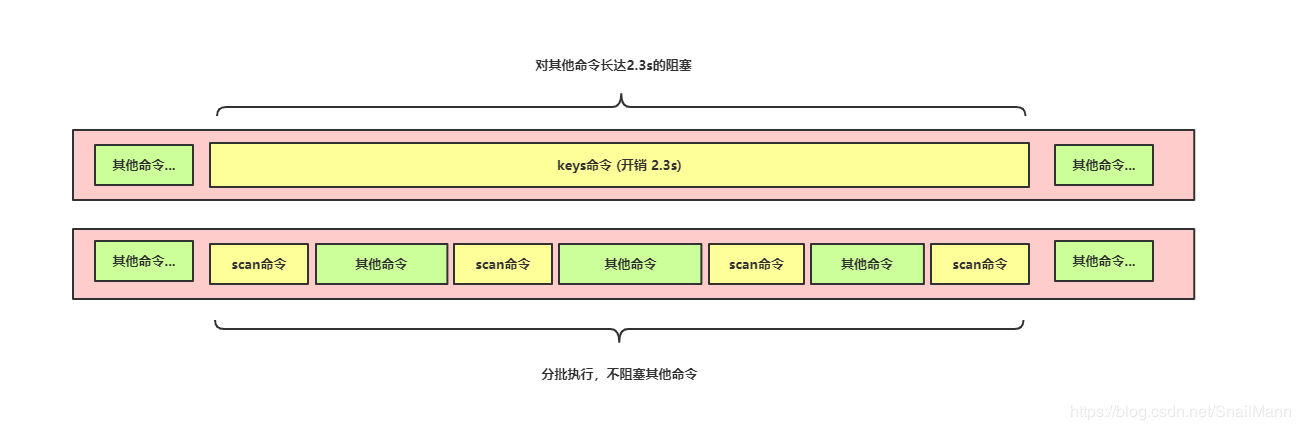 对其他命令长达2.3s的阻塞
其他命令... keys命令 (开销 2.3s) 其他命令...
其他命令... scan命令 其他命令 scan命令 其他命令 scan命令 其他命令 scan命令 其他命令...
分批执行，不阻塞其他命令
https://blog.csdn.net/SnailMann